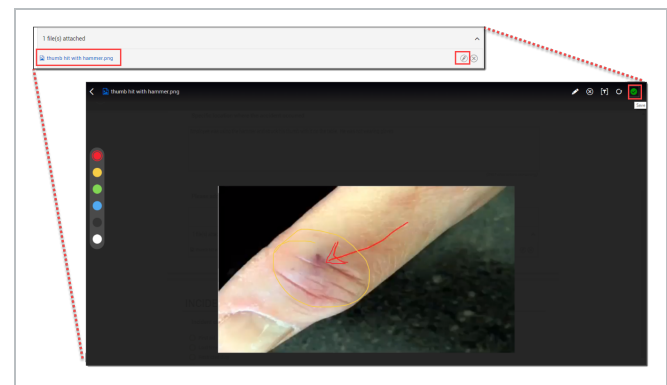 1 file(s) attached
thumb hit with hammer.png
thumb hit with hammer.png
[T]
Save